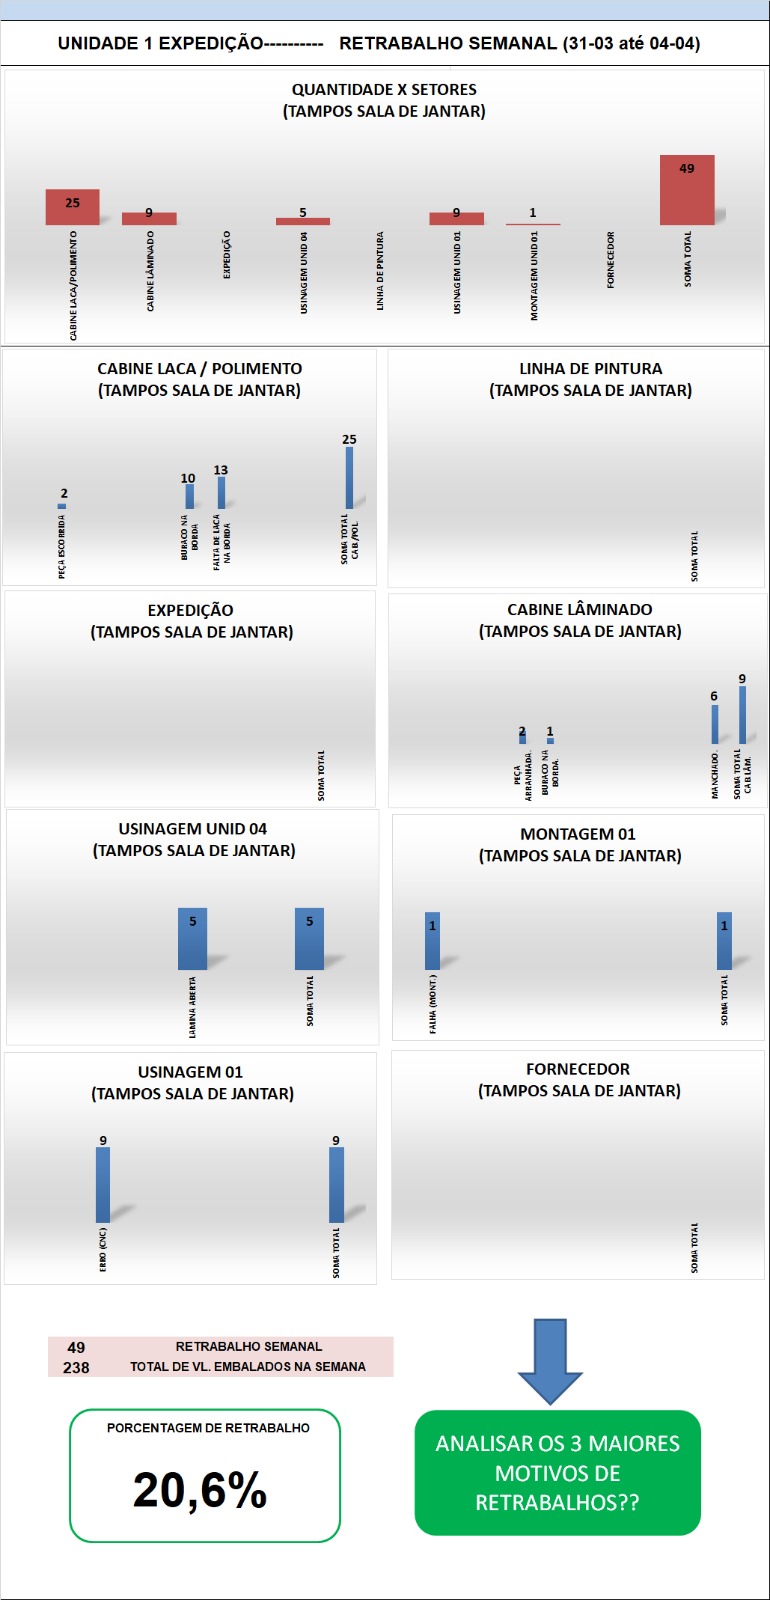 UNIDADE 1 EXPEDIÇÃO---------- RETRABALHO SEMANAL (31-03 até 04-04)
QUANTIDADE X SETORES
(TAMPOS SALA DE JANTAR)
25
9
5
9
1
49
CABINE LACA/POLIMENTO
CABINE LÂMINADO
EXPEDIÇÃO
USINAGEM UNID 04
LINHA DE PINTURA
USINAGEM UNID 01
MONTAGEM UNID 01
FORNECEDOR
SOMA TOTAL
CABINE LACA / POLIMENTO
(TAMPOS SALA DE JANTAR)
2
10
13
25
PEÇA ESCORRIDA
BURACO NA
BORDA
FALTA DE LACA
NA BORDA
SOMA TOTAL
CAB./POL.
LINHA DE PINTURA
(TAMPOS SALA DE JANTAR)
SOMA TOTAL
EXPEDIÇÃO
(TAMPOS SALA DE JANTAR)
SOMA TOTAL
CABINE LÂMINADO
(TAMPOS SALA DE JANTAR)
2
1
6
9
PEÇA
ARRANHADA.
BURACO NA
BORDA.
MANCHADO.
SOMA TOTAL
CAB LÂM.
USINAGEM UNID 04
(TAMPOS SALA DE JANTAR)
5
5
LAMINA ABERTA
SOMA TOTAL
MONTAGEM 01
(TAMPOS SALA DE JANTAR)
1
1
FALHA (MONT.)
SOMA TOTAL
USINAGEM 01
(TAMPOS SALA DE JANTAR)
9
9
ERRO (CNC)
SOMA TOTAL
FORNECEDOR
(TAMPOS SALA DE JANTAR)
SOMA TOTAL
49 RETRABALHO SEMANAL
238 TOTAL DE VL. EMBALADOS NA SEMANA
PORCENTAGEM DE RETRABALHO
20,6%
ANALISAR OS 3 MAIORES
MOTIVOS DE
RETRABALHOS??